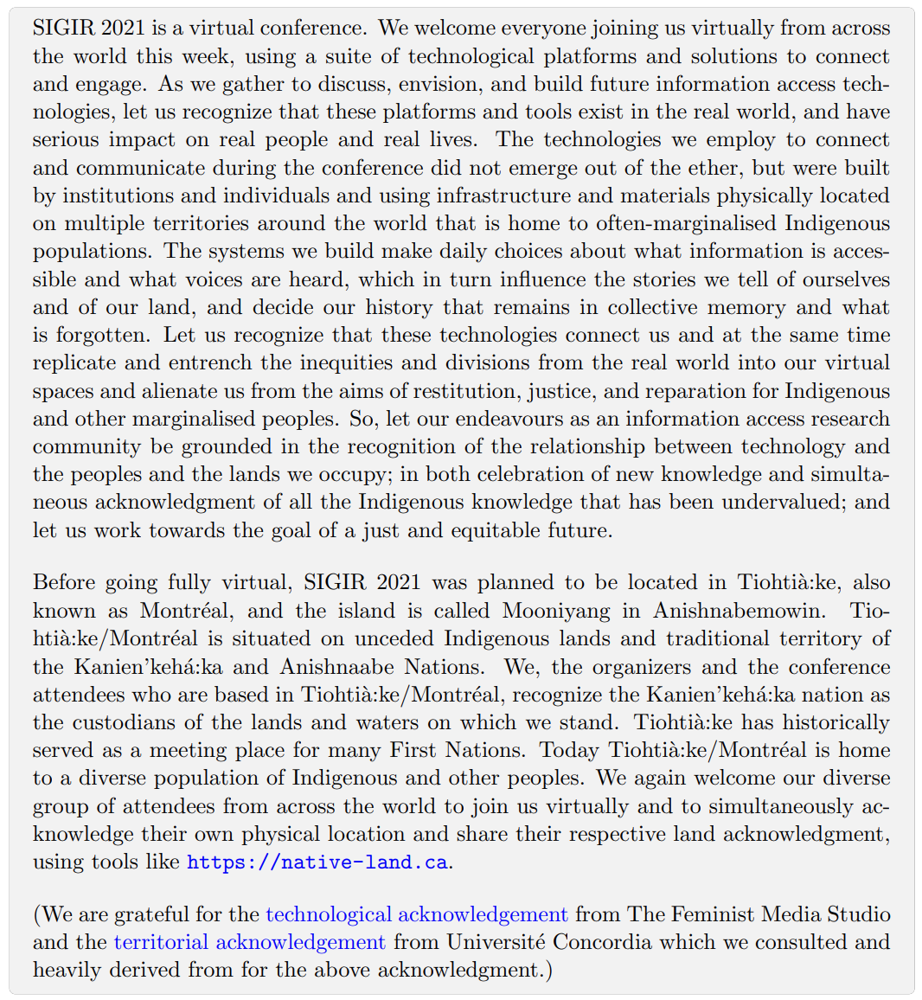 SIGIR 2021 is a virtual conference. We welcome everyone joining us virtually from across
the world this week, using a suite of technological platforms and solutions to connect
and engage. As we gather to discuss, envision, and build future information access tech-
nologies, let us recognize that these platforms and tools exist in the real world, and have
serious impact on real people and real lives. The technologies we employ to connect
and communicate during the conference did not emerge out of the ether, but were built
by institutions and individuals and using infrastructure and materials physically located
on multiple territories around the world that is home to often-marginalised Indigenous
populations. The systems we build make daily choices about what information is acces-
sible and what voices are heard, which in turn influence the stories we tell of ourselves
and of our land, and decide our history that remains in collective memory and what
is forgotten. Let us recognize that these technologies connect us and at the same time
replicate and entrench the inequities and divisions from the real world into our virtual
spaces and alienate us from the aims of restitution, justice, and reparation for Indigenous
and other marginalised peoples. So, let our endeavours as an information access research
community be grounded in the recognition of the relationship between technology and
the peoples and the lands we occupy; in both celebration of new knowledge and simulta-
neous acknowledgment of all the Indigenous knowledge that has been undervalued; and
let us work towards the goal of a just and equitable future.
Before going fully virtual, SIGIR 2021 was planned to be located in Tiohtià:ke, also
known as Montréal, and the island is called Mooniyang in Anishnabemowin. Tio-
htià:ke/Montréal is situated on unceded Indigenous lands and traditional territory of
the Kanien'kehá:ka and Anishnaabe Nations. We, the organizers and the conference
attendees who are based in Tiohtià:ke/Montréal, recognize the Kanien'kehá:ka nation as
the custodians of the lands and waters on which we stand. Tiohtià:ke has historically
served as a meeting place for many First Nations. Today Tiohtià:ke/Montréal is home
to a diverse population of Indigenous and other peoples. We again welcome our diverse
group of attendees from across the world to join us virtually and to simultaneously ac-
knowledge their own physical location and share their respective land acknowledgment,
using tools like https://native-land.ca.
(We are grateful for the technological acknowledgement from The Feminist Media Studio
and the territorial acknowledgement from Université Concordia which we consulted and
heavily derived from for the above acknowledgment.)